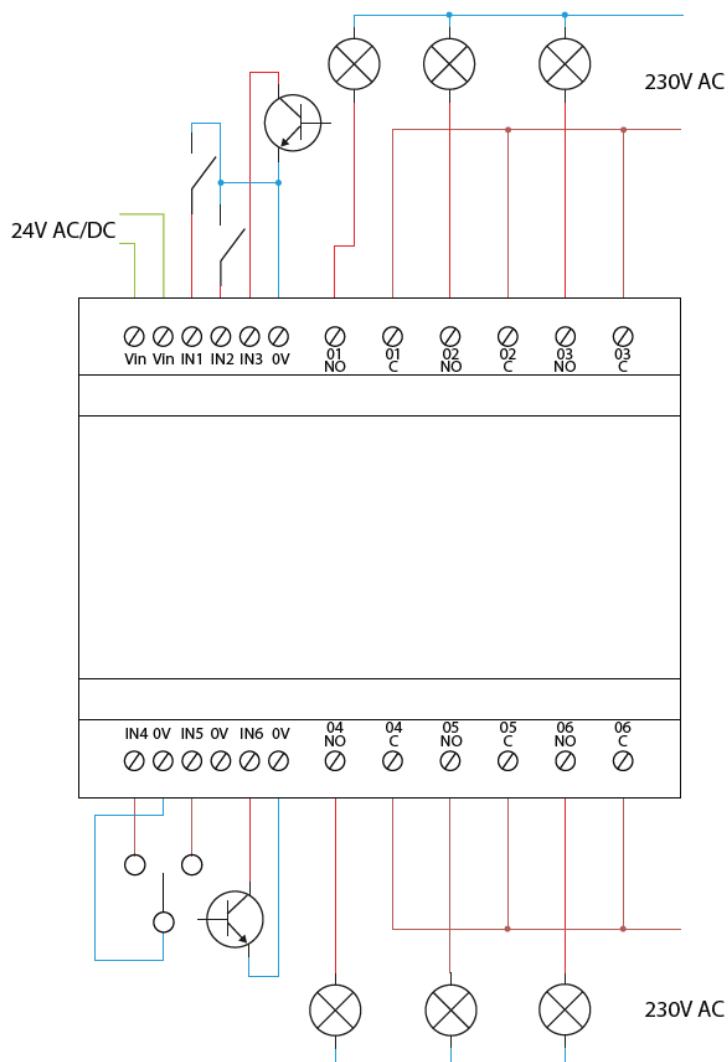 230V AC
24V AC/DC
Vin Vin IN1 IN2 IN3 0V 01 NO 01 C 02 NO 02 C 03 NO 03 C
IN4 0V IN5 0V IN6 0V 04 NO 04 C 05 NO 05 C 06 NO 06 C
230V AC